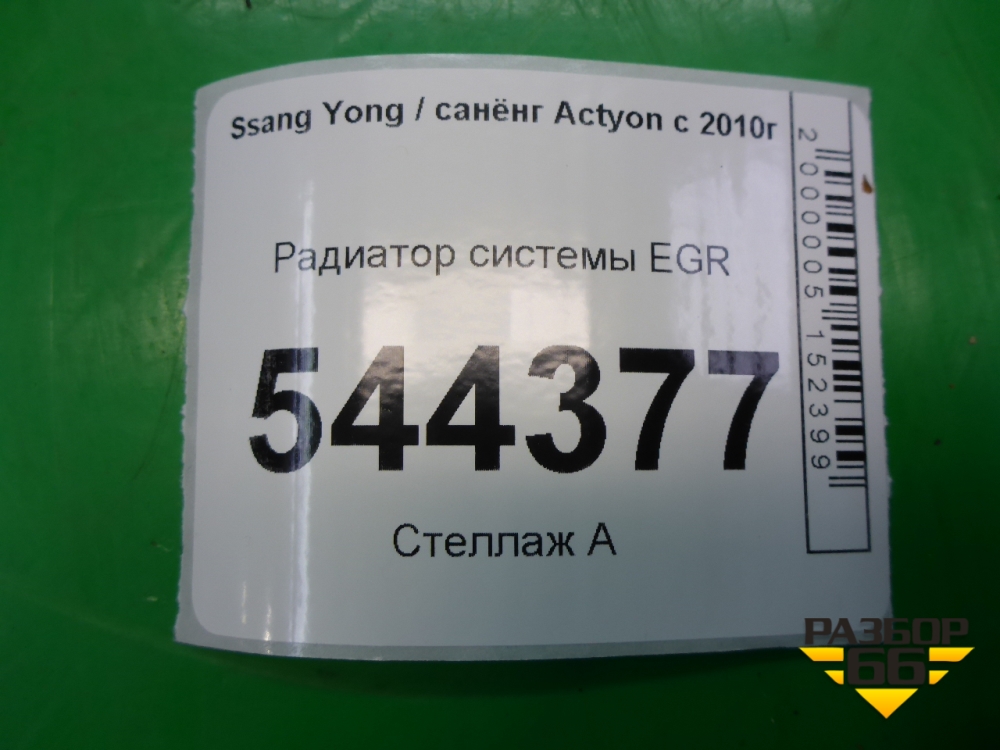 Ssang Yong / санёнг Actyon с 2010г
Радиатор системы EGR
544377
Стеллаж А
2000005152399
РАЗБОР
66